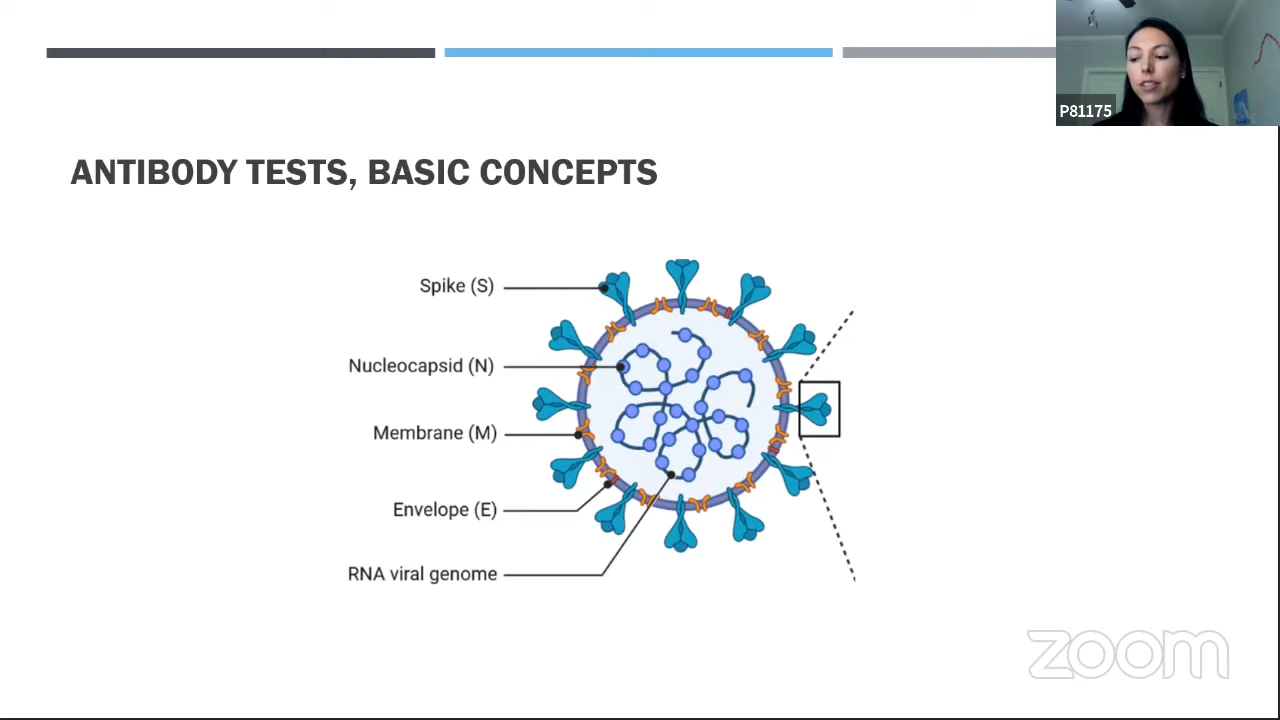 P81175
ANTIBODY TESTS, BASIC CONCEPTS
Spike (S)
Nucleocapsid (N)
Membrane (M)
Envelope (E)
RNA viral genome
zoom